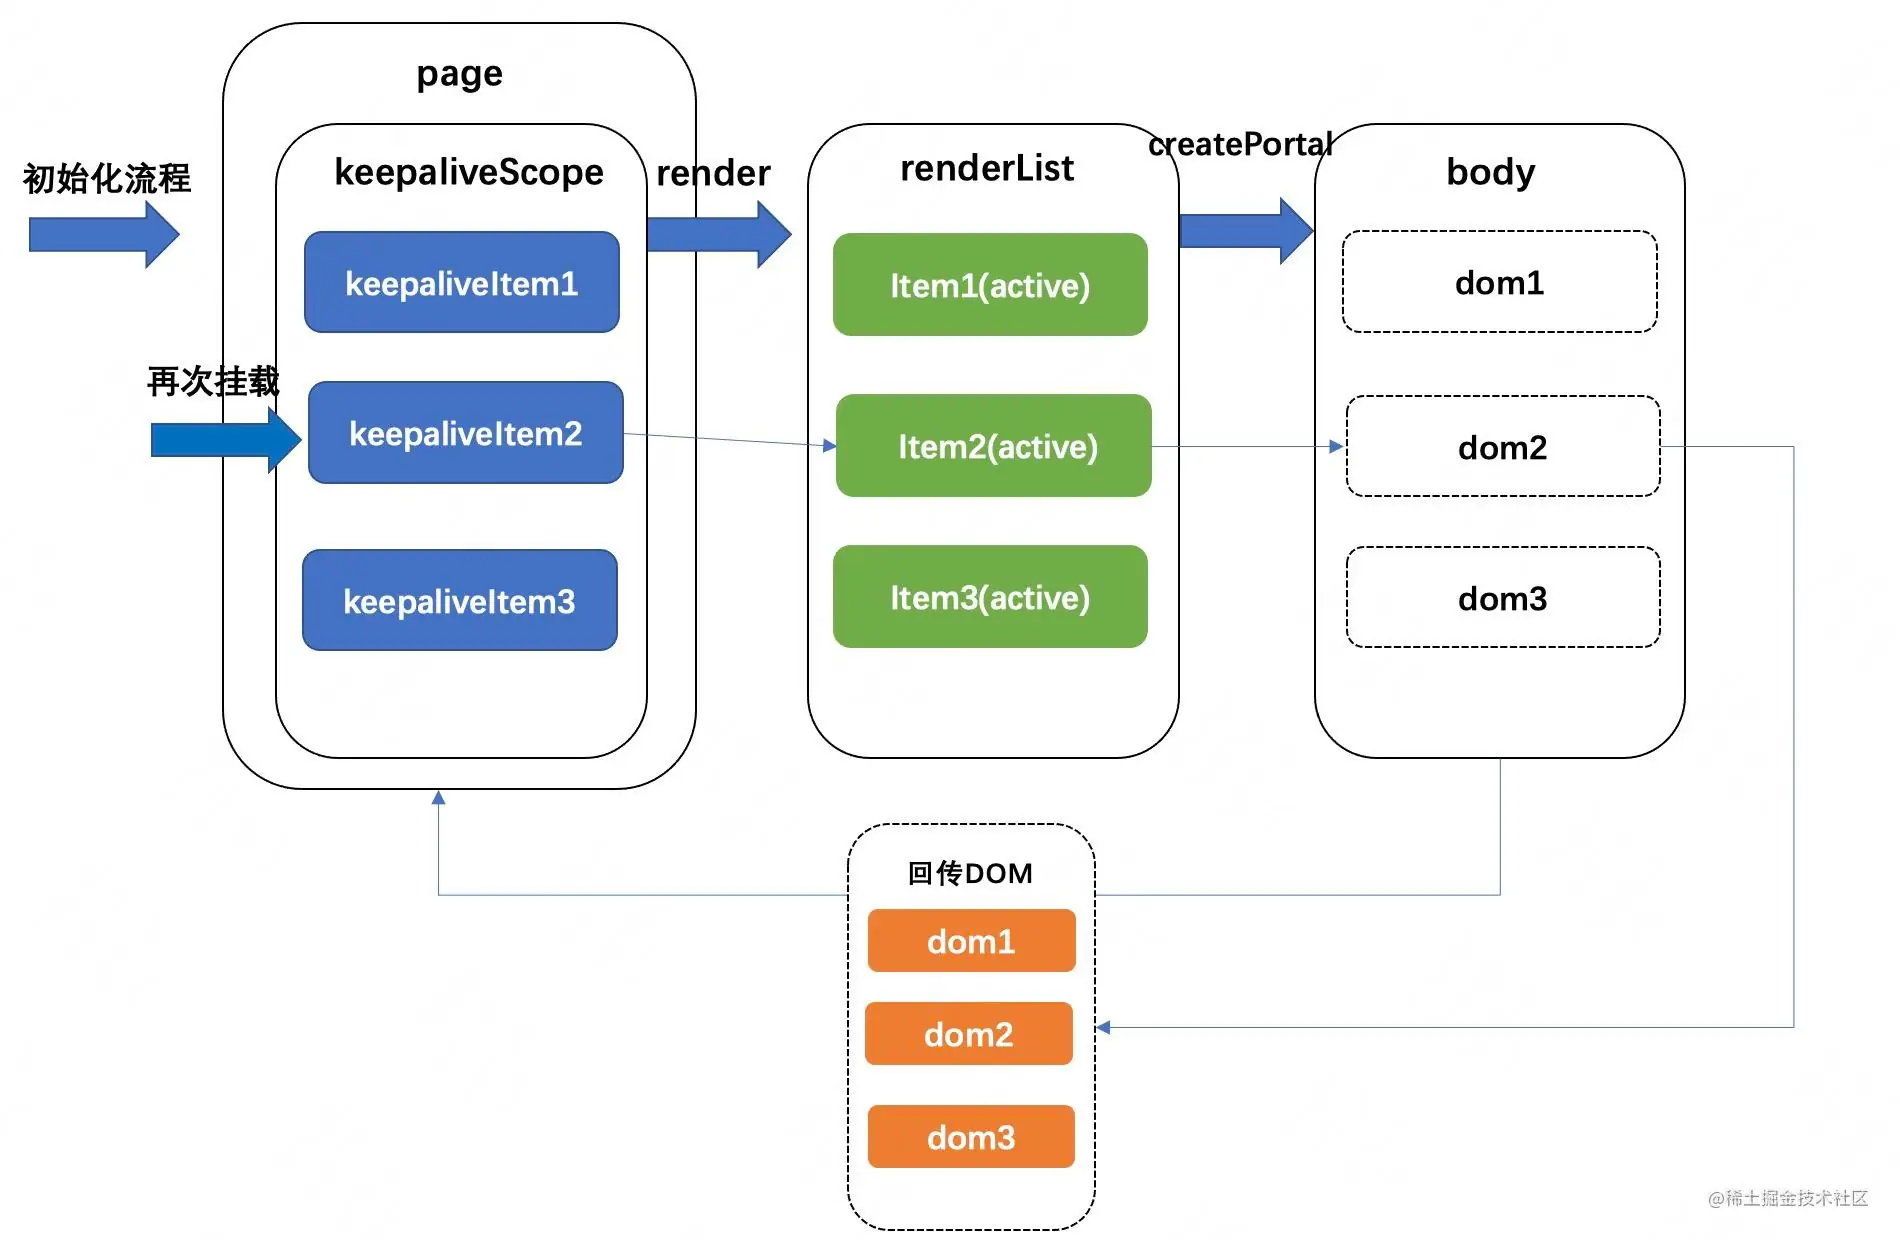 page
初始化流程
keepaliveScope
render
renderList
createPortal
body
keepaliveItem1
Item1(active)
dom1
再次挂载
keepaliveItem2
Item2(active)
dom2
keepaliveItem3
Item3(active)
dom3
回传DOM
dom1
dom2
dom3
@稀土掘金技术社区